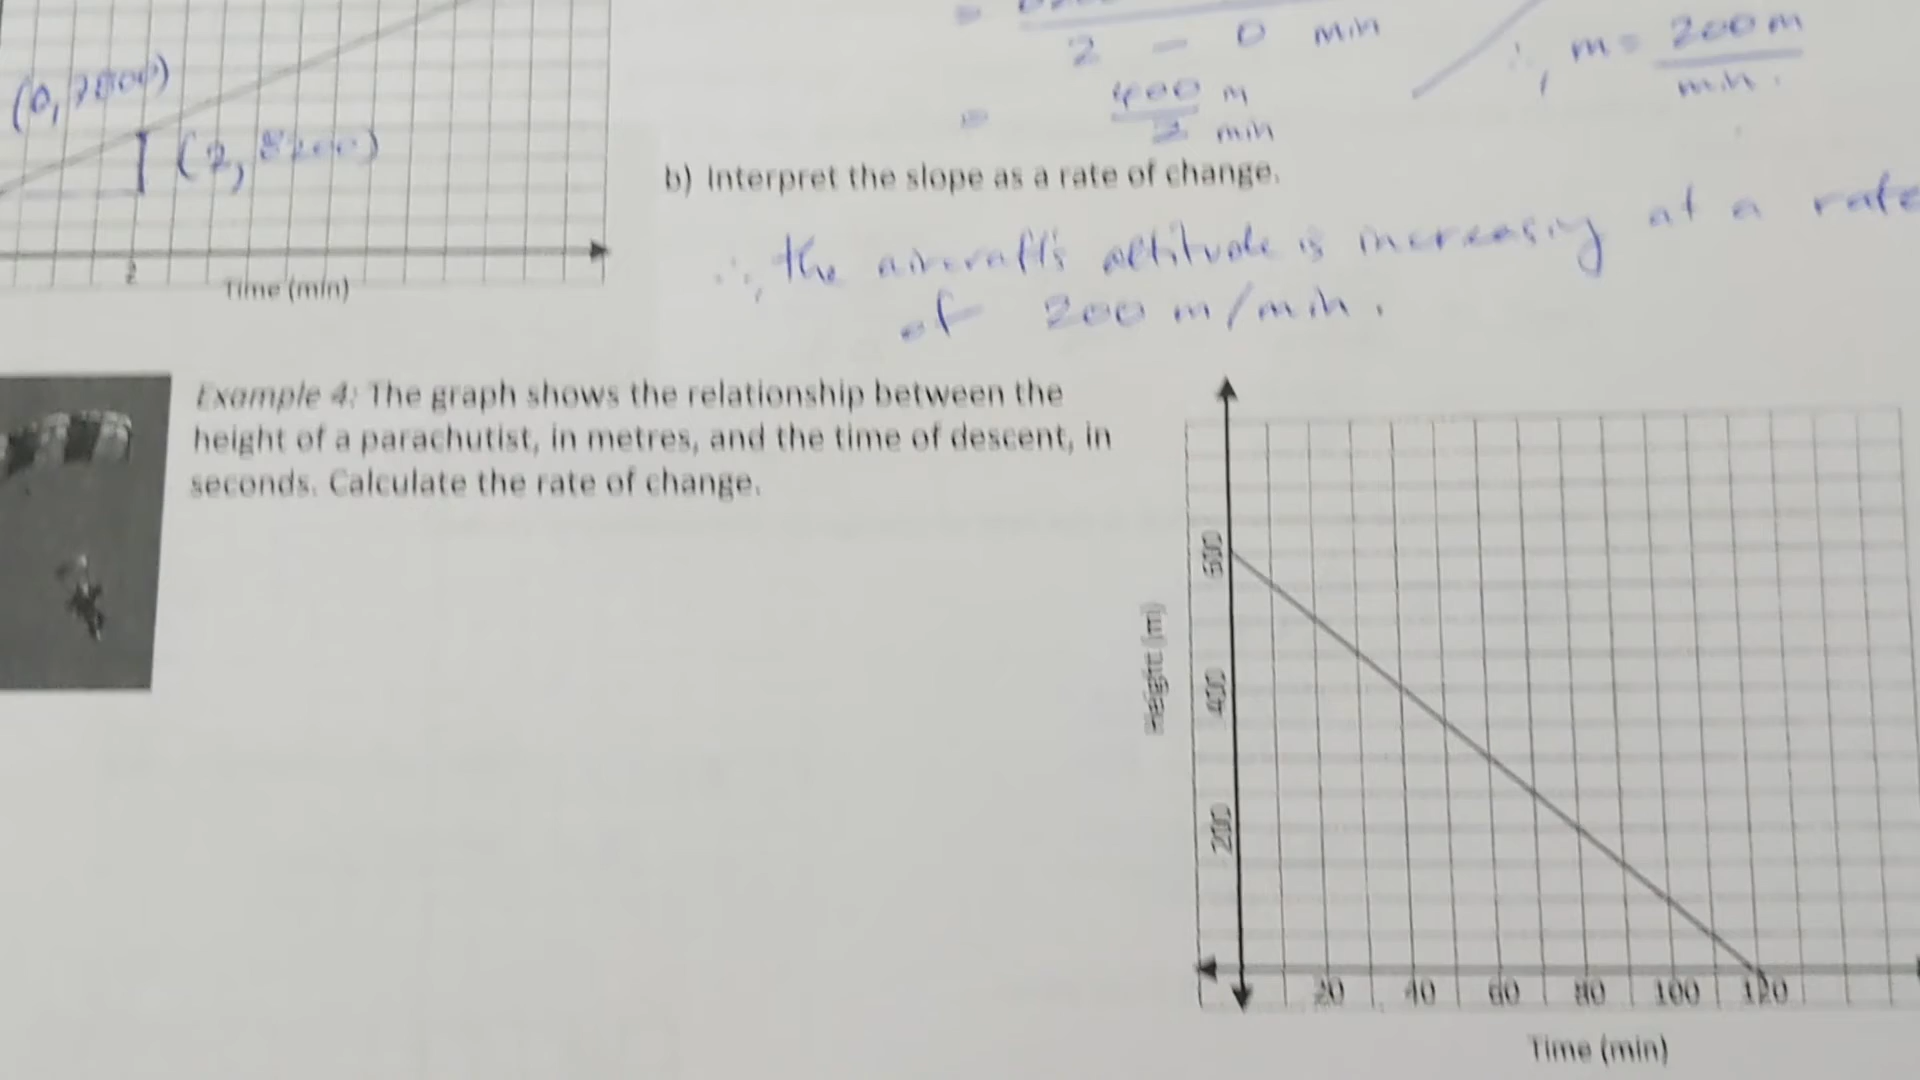 (0, 7800)
(2, 8200)
2
Time (min)
=
2 - 0 min
= 400 m
2 min
∴, m = 200 m
min.
b) Interpret the slope as a rate of change.
∴, the aircraft's altitude is increasing at a rate
of 200 m/min.
Example 4: The graph shows the relationship between the
height of a parachutist, in metres, and the time of descent, in
seconds. Calculate the rate of change.
Height (m)
600
400
200
20 40 60 80 100 120
Time (min)